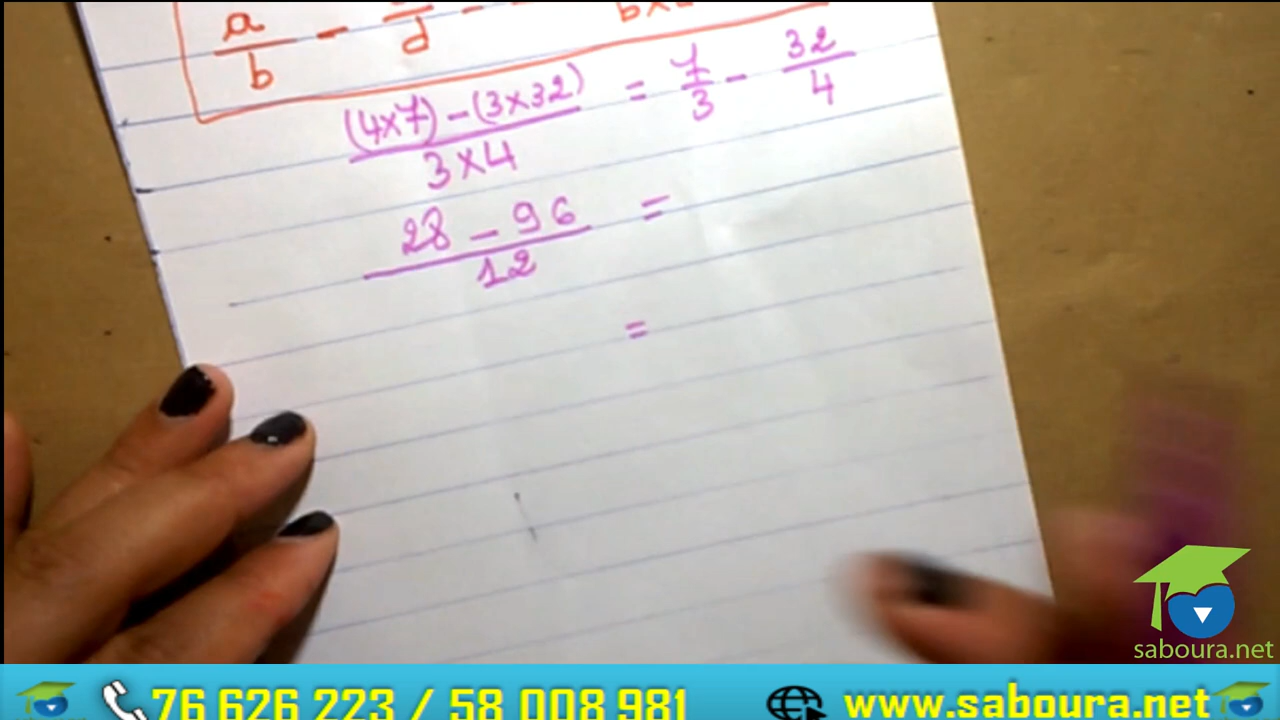 a/b - /d -
(4×7)-(3×32)/3×4 = 7/3 - 32/4
28-96/12 =
=
saboura.net
76 626 223 / 58 008 981 www.saboura.net